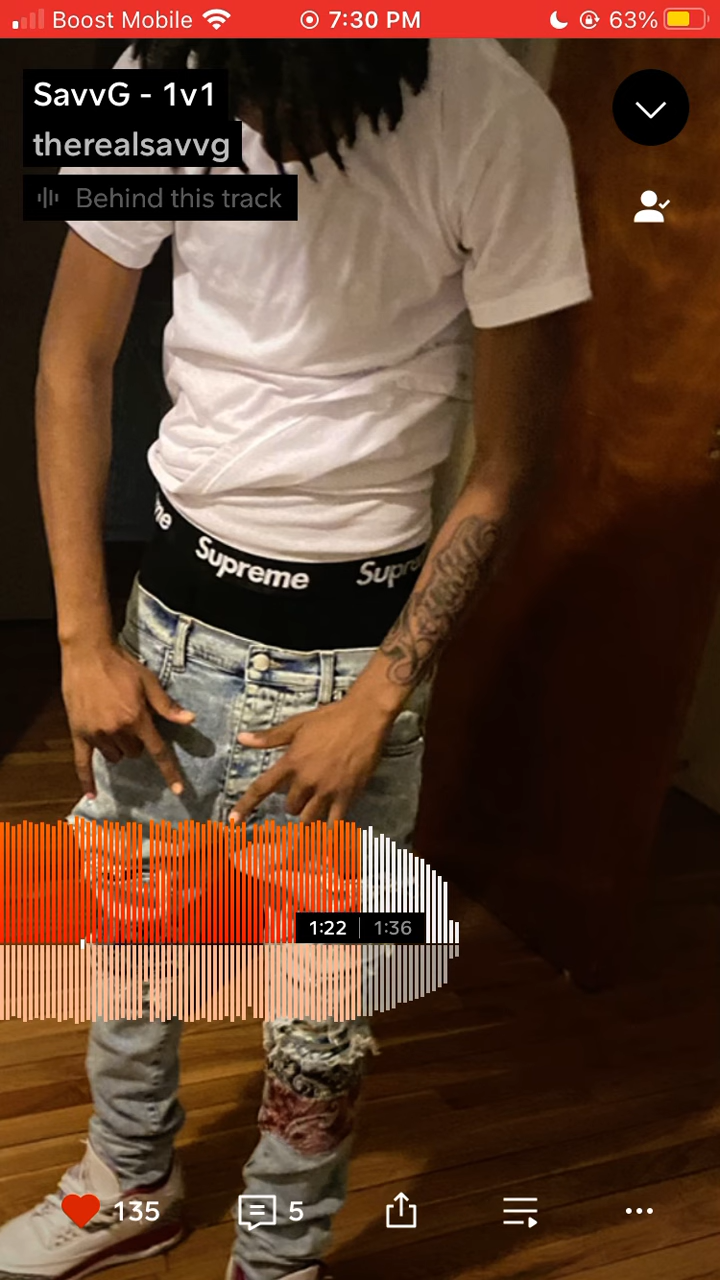 Boost Mobile 7:30 PM 63%
SavvG - 1v1
therealsavvg
Behind this track
Supreme
1:22 1:36
135 5